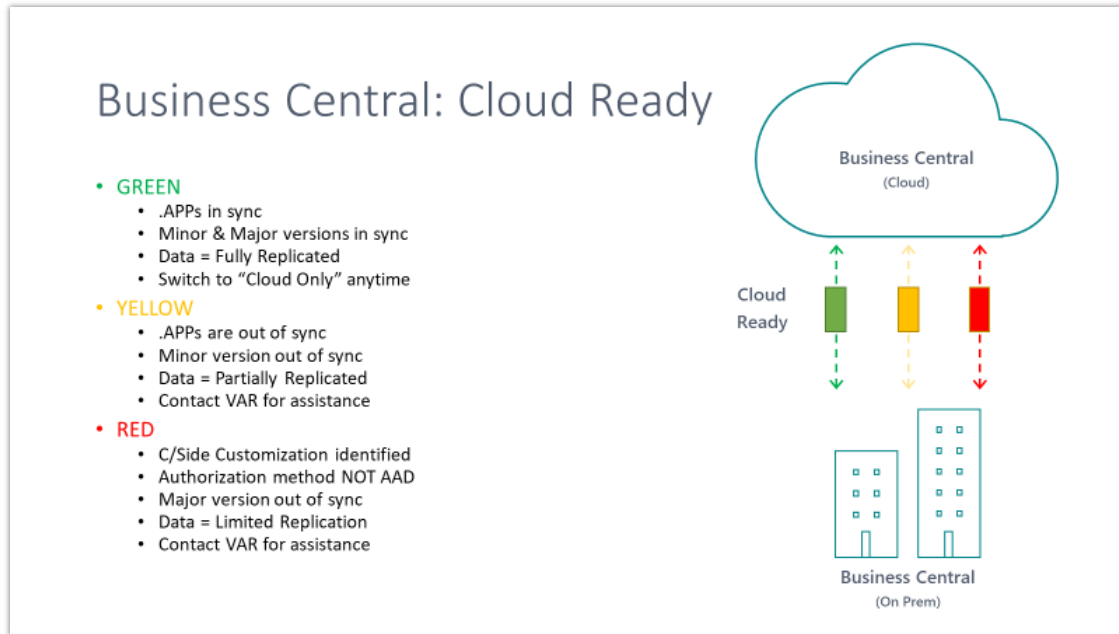 Business Central: Cloud Ready
• GREEN
• .APPs in sync
• Minor & Major versions in sync
• Data = Fully Replicated
• Switch to “Cloud Only” anytime
• YELLOW
• .APPs are out of sync
• Minor version out of sync
• Data = Partially Replicated
• Contact VAR for assistance
• RED
• C/Side Customization identified
• Authorization method NOT AAD
• Major version out of sync
• Data = Limited Replication
• Contact VAR for assistance
Business Central
(Cloud)
Cloud
Ready
Business Central
(On Prem)